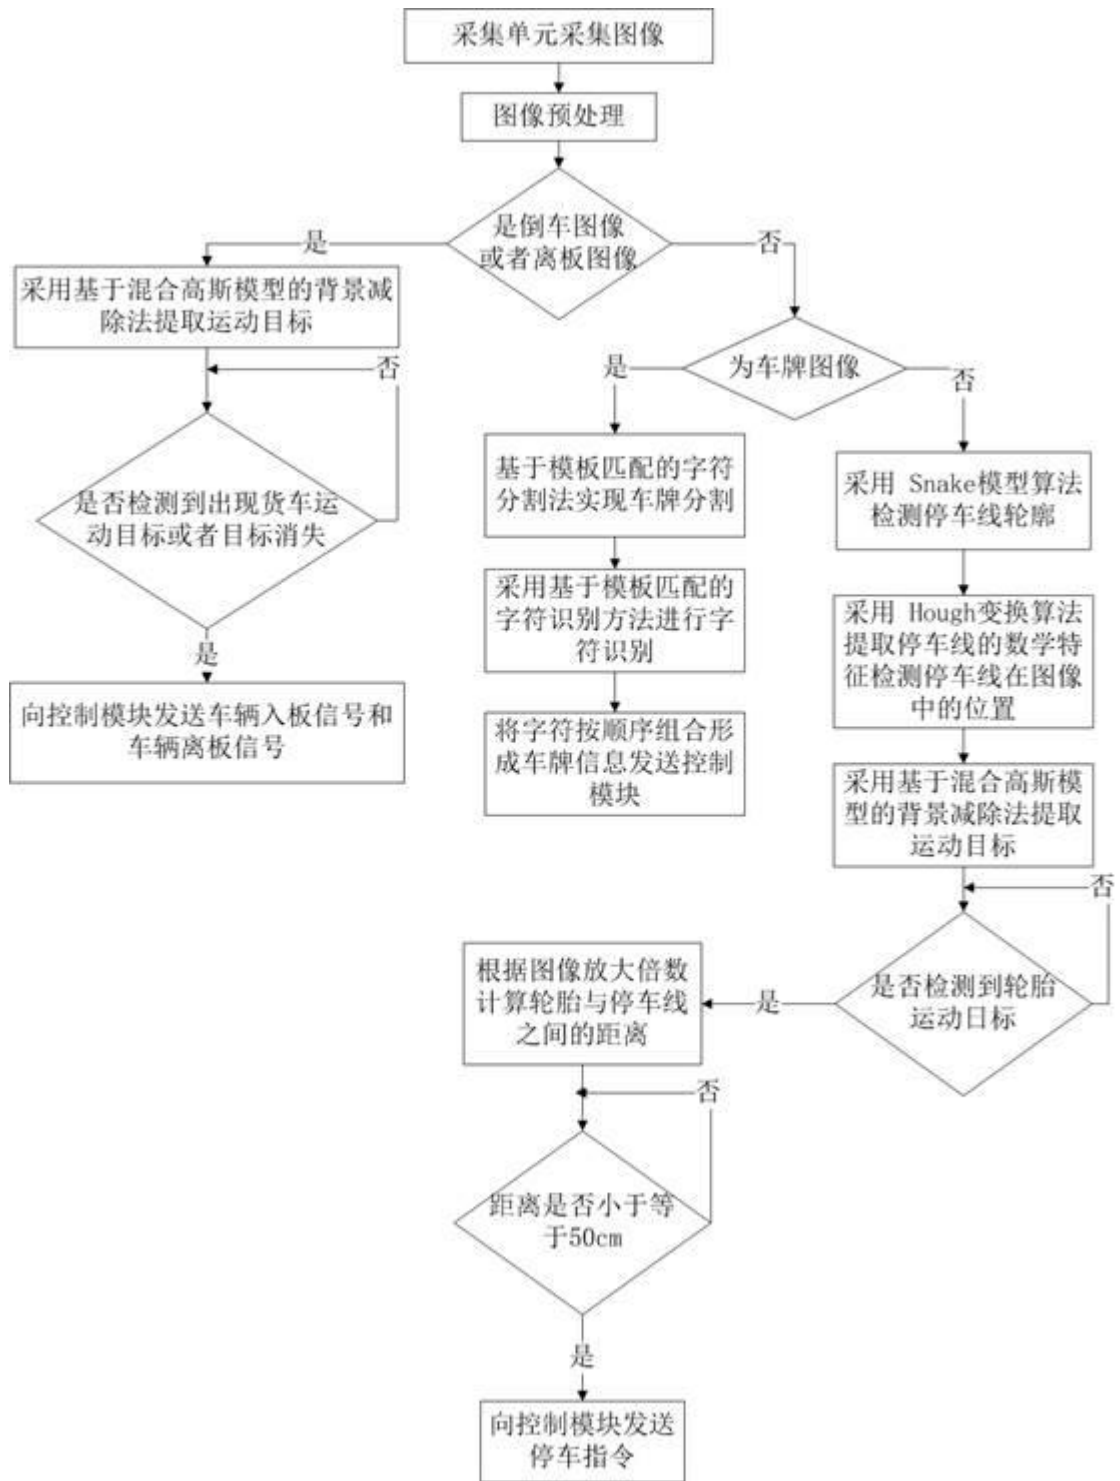 采集单元采集图像
图像预处理
是倒车图像
或者离板图像
是
否
采用基于混合高斯模型的背景减
除法提取运动目标
否
是否检测到出现货车运
动目标或者目标消失
是
向控制模块发送车辆入板信号和
车辆离板信号
为车牌图像
是
否
基于模板匹配的字符
分割法实现车牌分割
采用基于模板匹配的
字符识别方法进行字
符识别
将字符按顺序组合形
成车牌信息发送控制
模块
采用 Snake模型算法
检测停车线轮廓
采用 Hough变换算法
提取停车线的数学特
征检测停车线在图像
中的位置
采用基于混合高斯模
型的背景减除法提取
运动目标
否
是否检测到轮胎
运动目标
是
根据图像放大倍数
计算轮胎与停车线
之间的距离
否
距离是否小于等
于50cm
是
向控制模块发送
停车指令